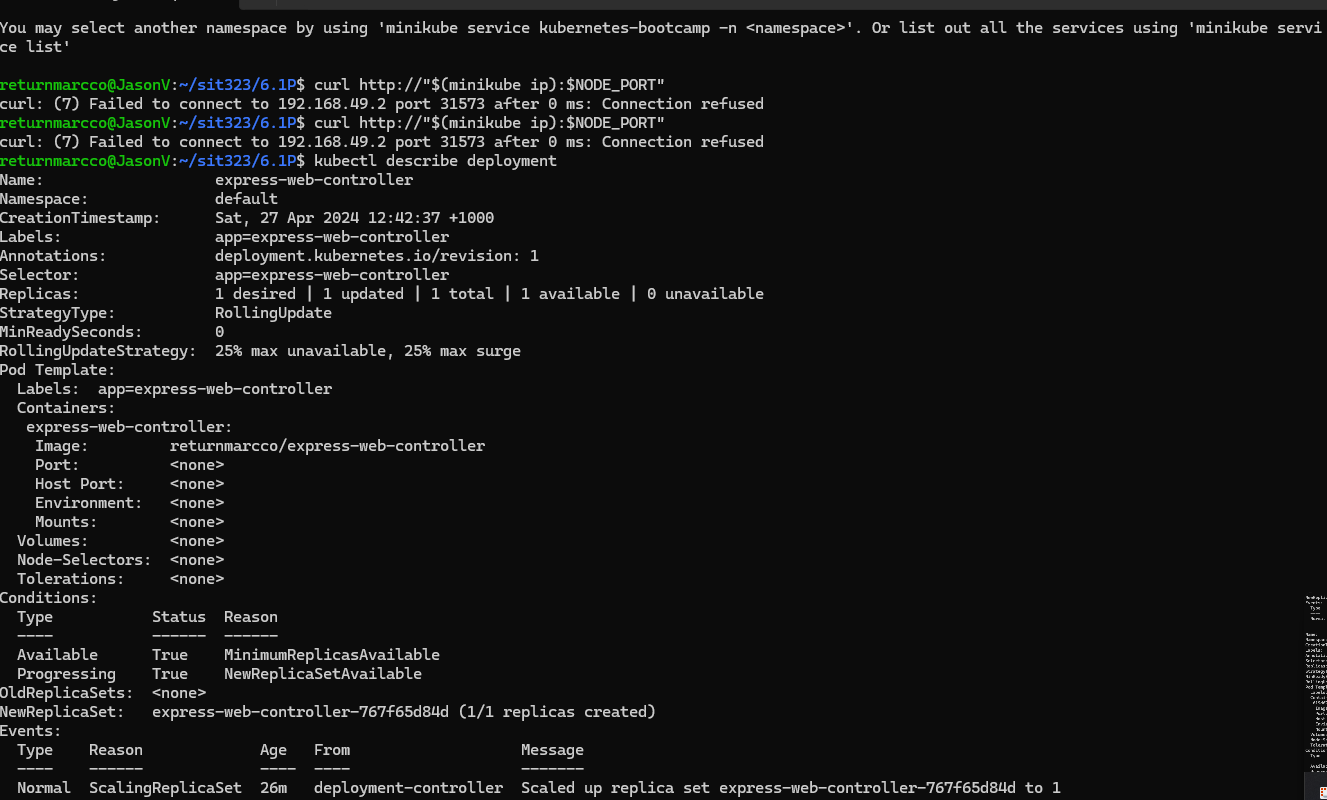 You may select another namespace by using 'minikube service kubernetes-bootcamp -n <namespace>'. Or list out all the services using 'minikube servi
ce list'
returnmarcco@JasonV:~/sit323/6.1P$ curl http://"$(minikube ip):$NODE_PORT"
curl: (7) Failed to connect to 192.168.49.2 port 31573 after 0 ms: Connection refused
returnmarcco@JasonV:~/sit323/6.1P$ curl http://"$(minikube ip):$NODE_PORT"
curl: (7) Failed to connect to 192.168.49.2 port 31573 after 0 ms: Connection refused
returnmarcco@JasonV:~/sit323/6.1P$ kubectl describe deployment
Name:                   express-web-controller
Namespace:              default
CreationTimestamp:      Sat, 27 Apr 2024 12:42:37 +1000
Labels:                 app=express-web-controller
Annotations:            deployment.kubernetes.io/revision: 1
Selector:               app=express-web-controller
Replicas:               1 desired | 1 updated | 1 total | 1 available | 0 unavailable
StrategyType:           RollingUpdate
MinReadySeconds:        0
RollingUpdateStrategy:  25% max unavailable, 25% max surge
Pod Template:
  Labels:  app=express-web-controller
  Containers:
   express-web-controller:
    Image:         returnmarcco/express-web-controller
    Port:          <none>
    Host Port:     <none>
    Environment:   <none>
    Mounts:        <none>
  Volumes:         <none>
  Node-Selectors:  <none>
  Tolerations:     <none>
Conditions:
  Type           Status  Reason
  ----           ------  ------
  Available      True    MinimumReplicasAvailable
  Progressing    True    NewReplicaSetAvailable
OldReplicaSets:  <none>
NewReplicaSet:   express-web-controller-767f65d84d (1/1 replicas created)
Events:
  Type    Reason             Age   From                   Message
  ----    ------             ----  ----                   -------
  Normal  ScalingReplicaSet  26m   deployment-controller  Scaled up replica set express-web-controller-767f65d84d to 1